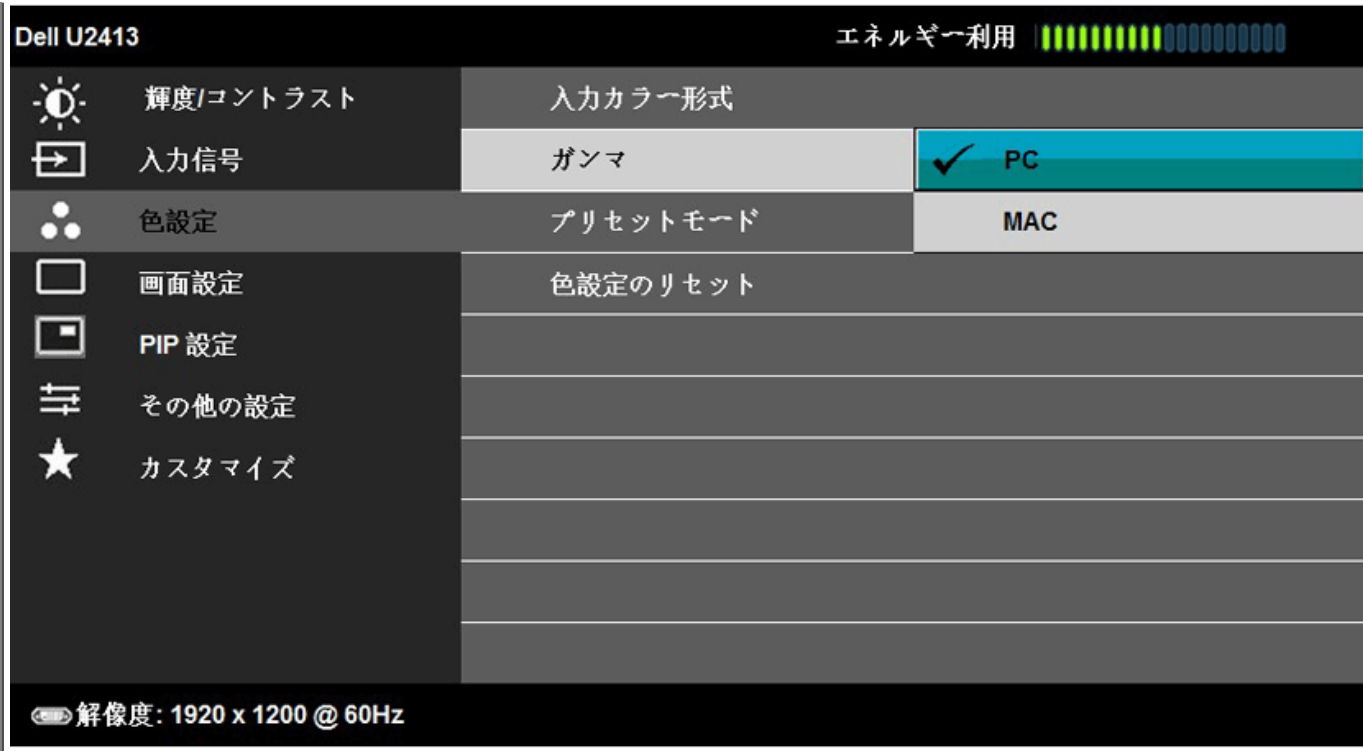 Dell U2413
エネルギー利用
輝度/コントラスト
入力カラー形式
入力信号
ガンマ
PC
色設定
プリセットモード
MAC
画面設定
色設定のリセット
PIP 設定
その他の設定
カスタマイズ
解像度: 1920 x 1200 @ 60Hz